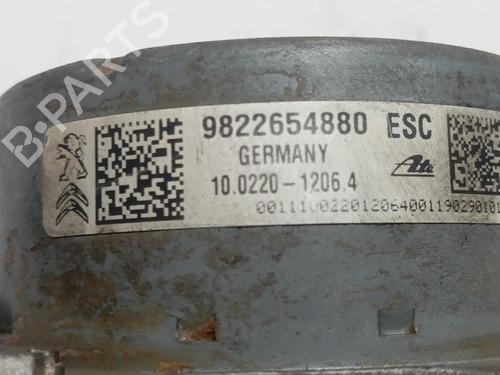 B-PARTS
9822654880 ESC
GERMANY
Ate
10.0220-1206.4